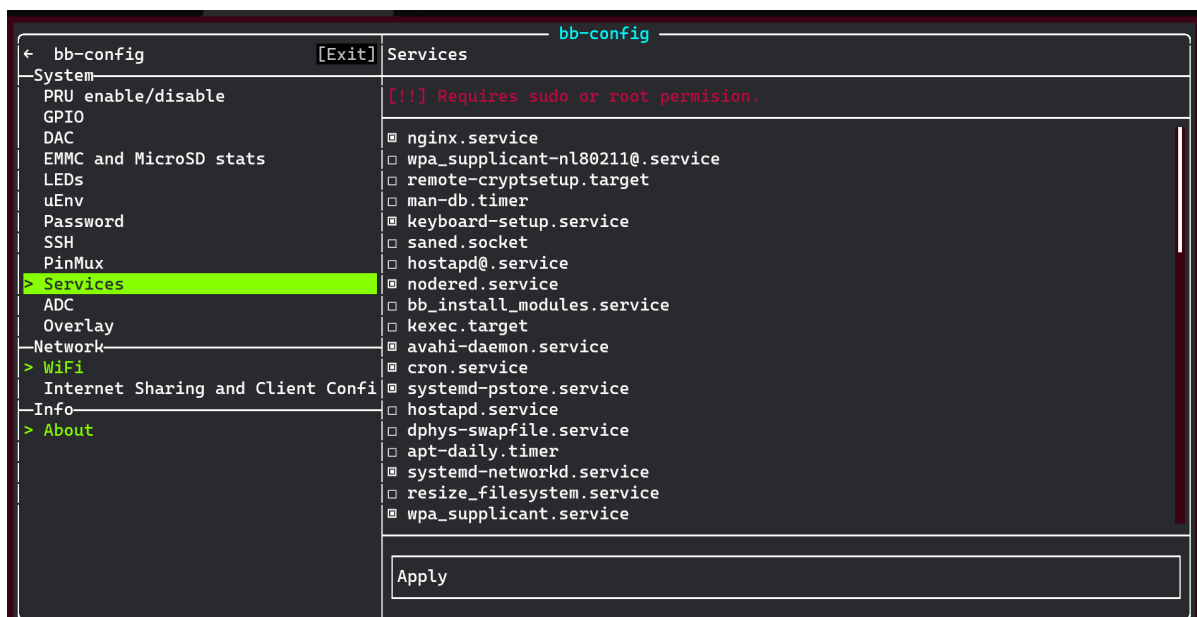 bb-config
← bb-config [Exit]
System
PRU enable/disable
GPIO
DAC
EMMC and MicroSD stats
LEDs
uEnv
Password
SSH
PinMux
> Services
ADC
Overlay
Network
> WiFi
Internet Sharing and Client Confi
Info
> About
Services
[!!] Requires sudo or root permision.
▣ nginx.service
□ wpa_supplicant-nl80211@.service
□ remote-cryptsetup.target
□ man-db.timer
▣ keyboard-setup.service
□ saned.socket
□ hostapd@.service
▣ nodered.service
□ bb_install_modules.service
□ kexec.target
▣ avahi-daemon.service
▣ cron.service
▣ systemd-pstore.service
□ hostapd.service
□ dphys-swapfile.service
□ apt-daily.timer
▣ systemd-networkd.service
□ resize_filesystem.service
▣ wpa_supplicant.service
Apply